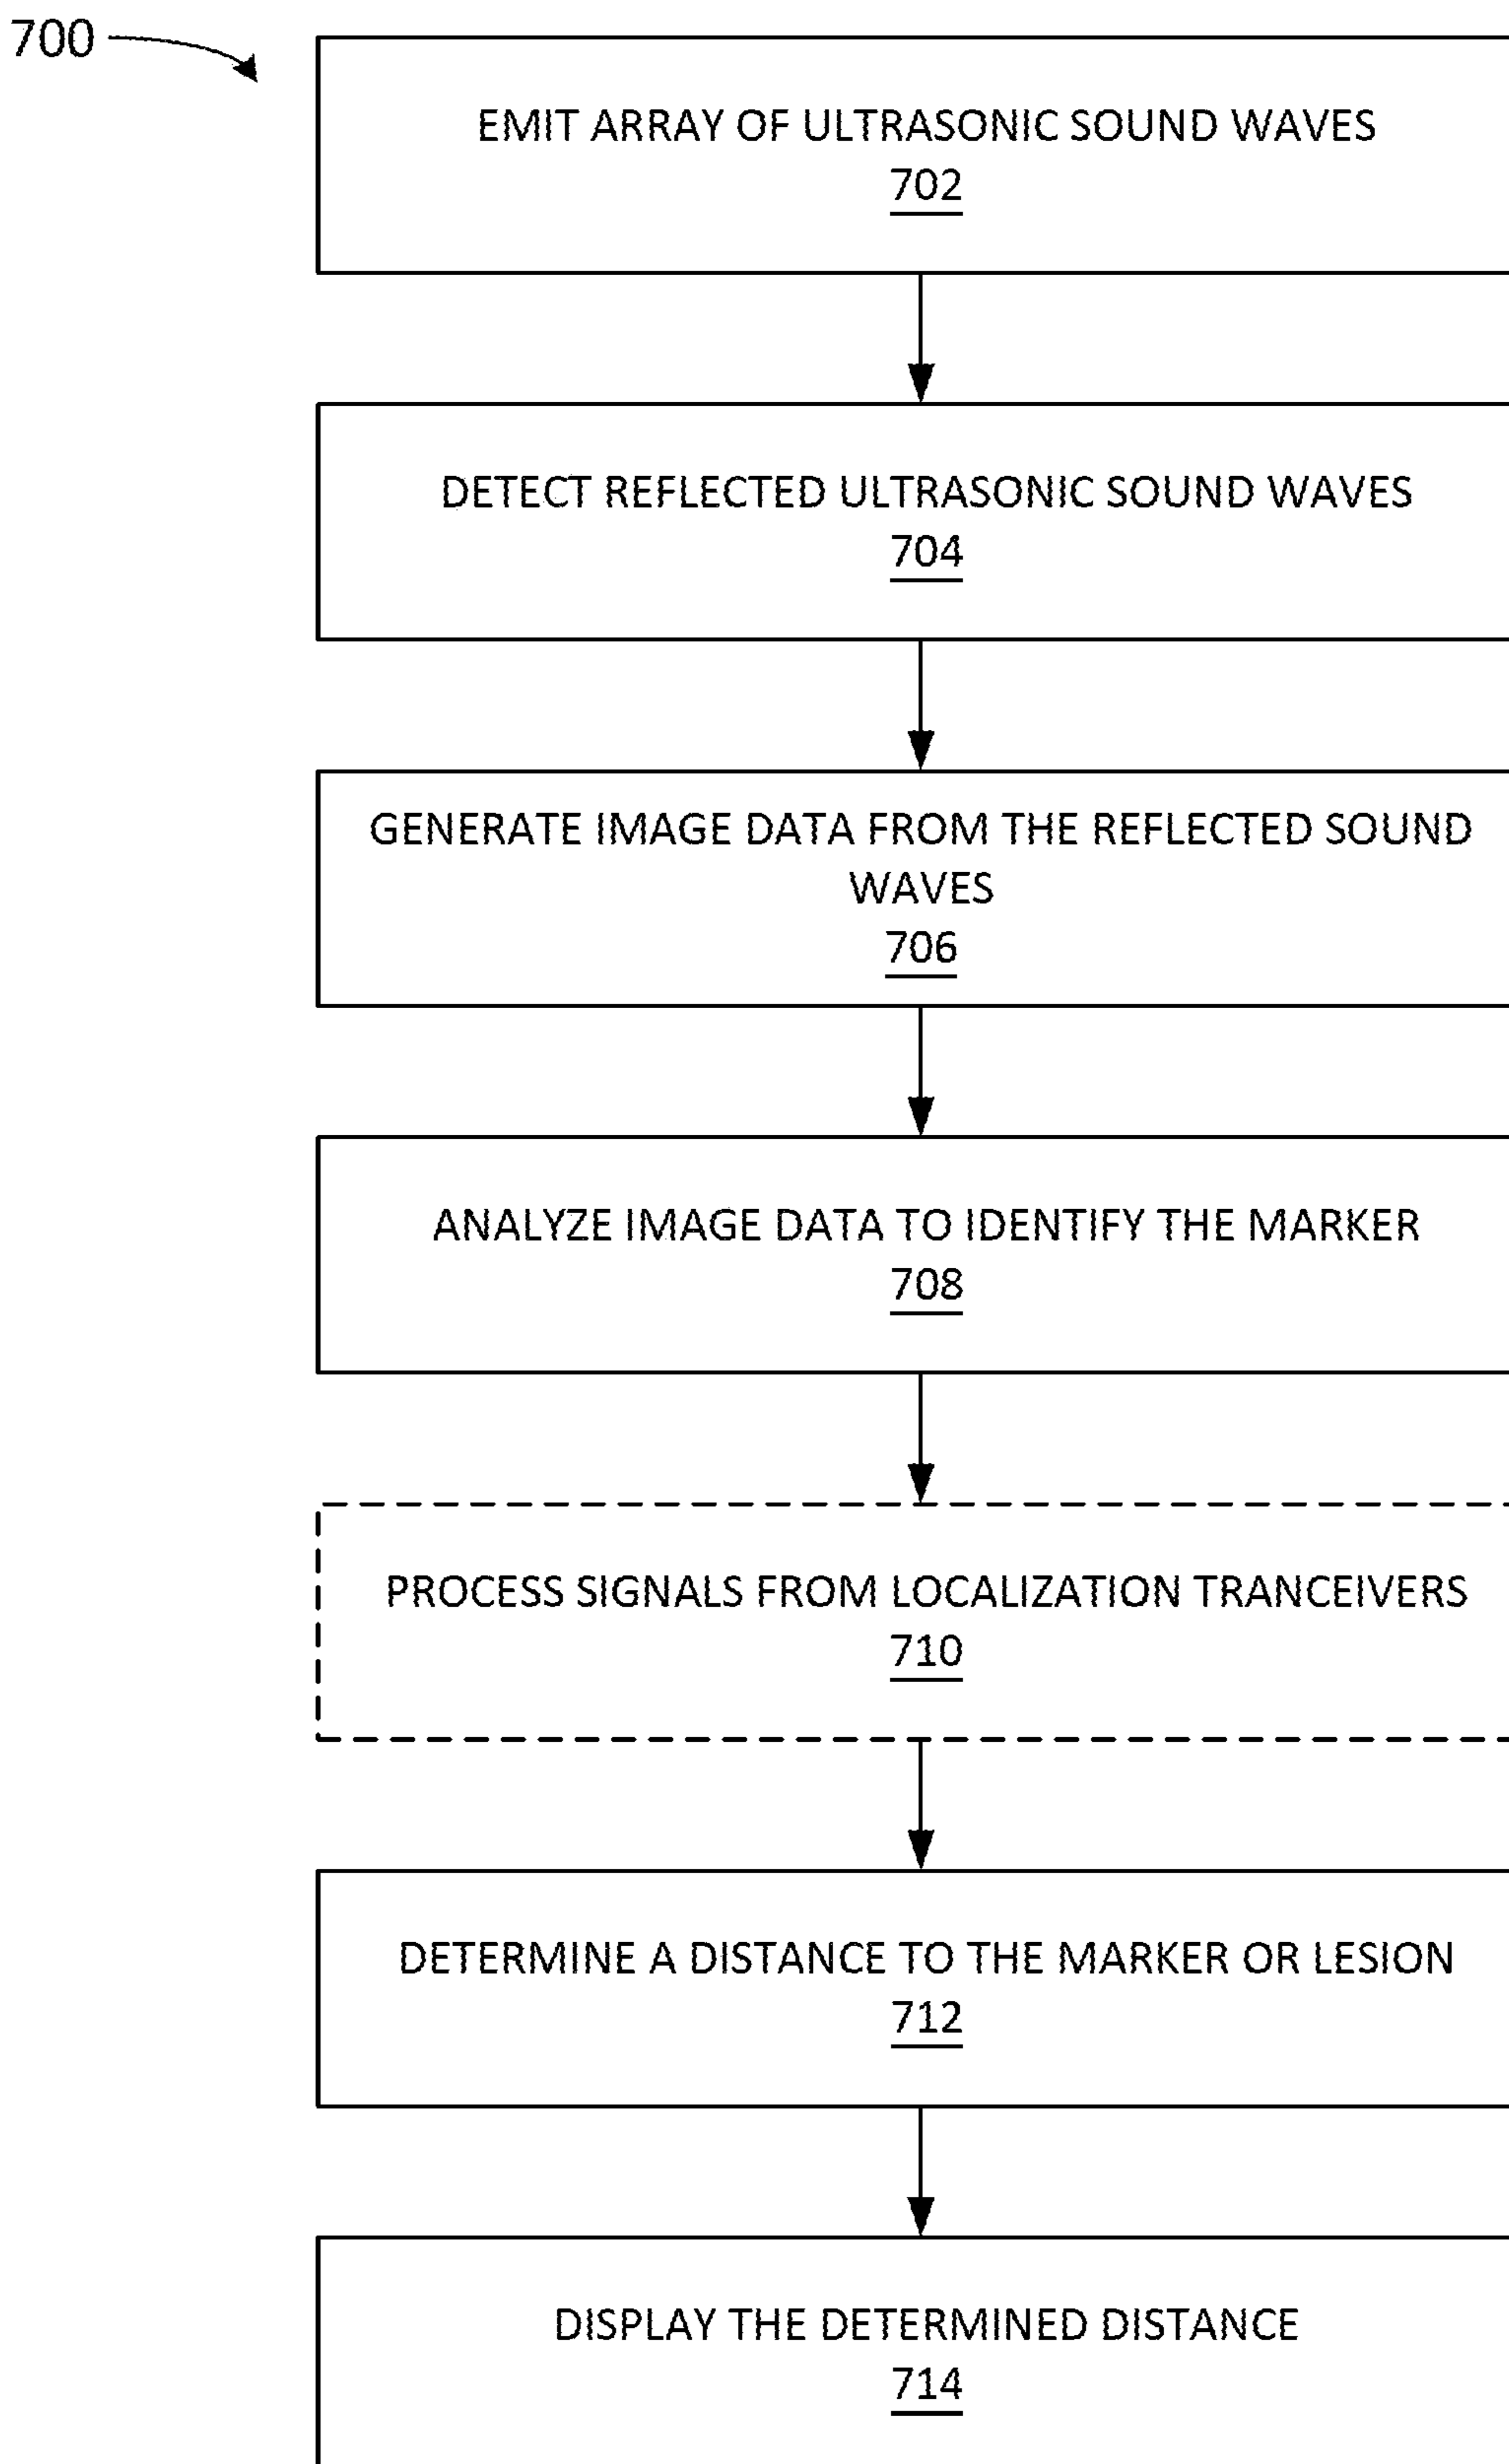 700
EMIT ARRAY OF ULTRASONIC SOUND WAVES
702
DETECT REFLECTED ULTRASONIC SOUND WAVES
704
GENERATE IMAGE DATA FROM THE REFLECTED SOUND
WAVES
706
ANALYZE IMAGE DATA TO IDENTIFY THE MARKER
708
PROCESS SIGNALS FROM LOCALIZATION TRANCEIVERS
710
DETERMINE A DISTANCE TO THE MARKER OR LESION
712
DISPLAY THE DETERMINED DISTANCE
714